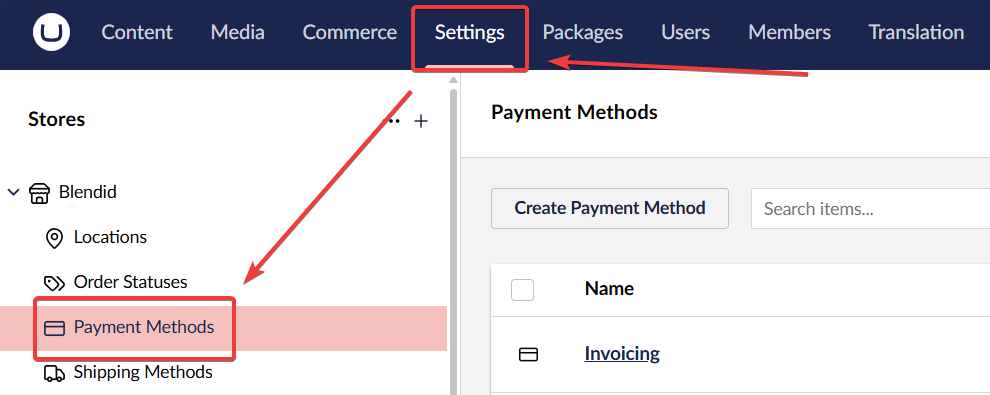 Content Media Commerce Settings Packages Users Members Translation
Stores
Blendid
Locations
Order Statuses
Payment Methods
Shipping Methods
Payment Methods
Create Payment Method Search items...
Name
Invoicing